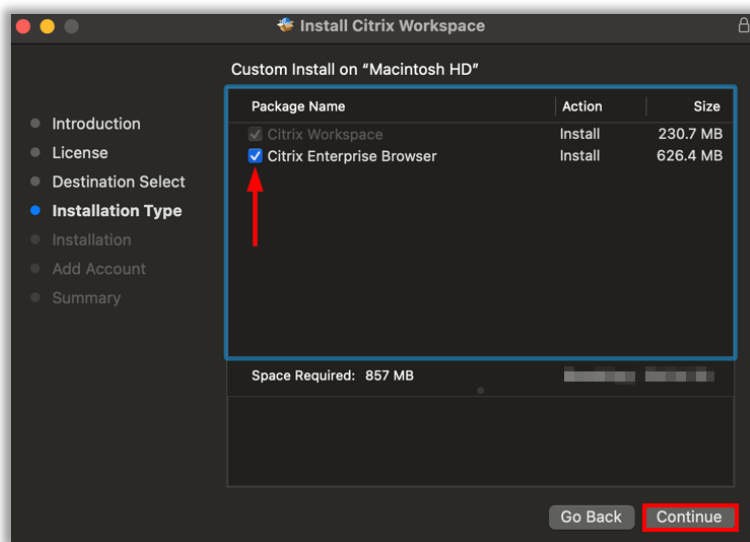 Install Citrix Workspace
Custom Install on “Macintosh HD”
Package Name Action Size
Citrix Workspace Install 230.7 MB
Citrix Enterprise Browser Install 626.4 MB
Introduction
License
Destination Select
Installation Type
Installation
Add Account
Summary
Space Required: 857 MB
Go Back Continue